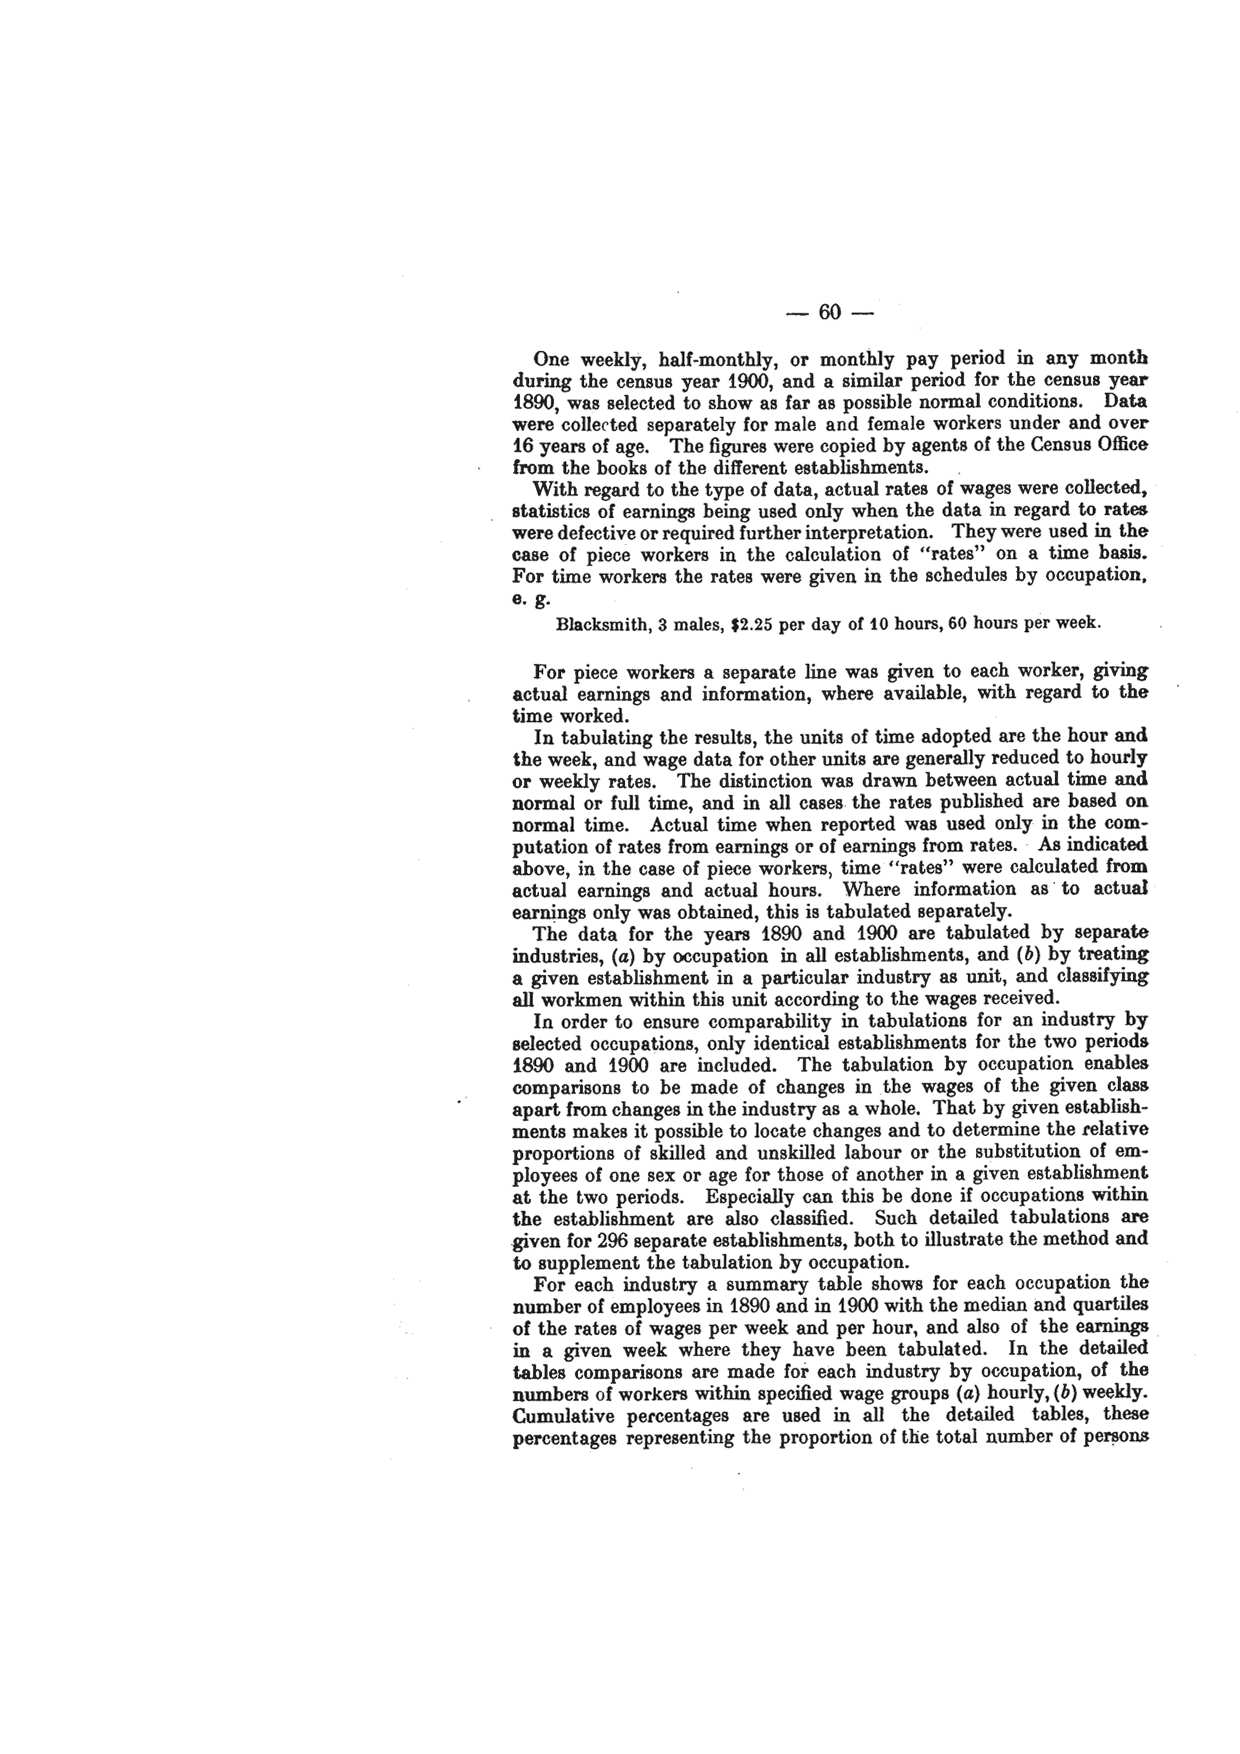 — 60 —
One weekly, half-monthly, or monthly pay period in any month
during the census year 1900, and a similar period for the census year
1890, was selected to show as far as possible normal conditions. Data
were collected separately for male and female workers under and over
16 years of age. The figures were copied by agents of the Census Office
from the books of the different establishments.
With regard to the type of data, actual rates of wages were collected,
statistics of earnings being used only when the data in regard to rates
were defective or required further interpretation. They were used in the
case of piece workers in the calculation of “rates” on a time basis.
For time workers the rates were given in the schedules by occupation,
e. g.
Blacksmith, 3 males, $2.25 per day of 10 hours, 60 hours per week.
For piece workers a separate line was given to each worker, giving
actual earnings and information, where available, with regard to the
time worked.
In tabulating the results, the units of time adopted are the hour and
the week, and wage data for other units are generally reduced to hourly
or weekly rates. The distinction was drawn between actual time and
normal or full time, and in all cases the rates published are based on
normal time. Actual time when reported was used only in the com-
putation of rates from earnings or of earnings from rates. As indicated
above, in the case of piece workers, time “rates” were calculated from
actual earnings and actual hours. Where information as to actual
earnings only was obtained, this is tabulated separately.
The data for the years 1890 and 1900 are tabulated by separate
industries, (a) by occupation in all establishments, and (b) by treating
a given establishment in a particular industry as unit, and classifying
all workmen within this unit according to the wages received.
In order to ensure comparability in tabulations for an industry by
selected occupations, only identical establishments for the two periods
1890 and 1900 are included. The tabulation by occupation enables
comparisons to be made of changes in the wages of the given class
apart from changes in the industry as a whole. That by given establish-
ments makes it possible to locate changes and to determine the relative
proportions of skilled and unskilled labour or the substitution of em-
ployees of one sex or age for those of another in a given establishment
at the two periods. Especially can this be done if occupations within
the establishment are also classified. Such detailed tabulations are
given for 296 separate establishments, both to illustrate the method and
to supplement the tabulation by occupation.
For each industry a summary table shows for each occupation the
number of employees in 1890 and in 1900 with the median and quartiles
of the rates of wages per week and per hour, and also of the earnings
in a given week where they have been tabulated. In the detailed
tables comparisons are made for each industry by occupation, of the
numbers of workers within specified wage groups (a) hourly, (b) weekly.
Cumulative percentages are used in all the detailed tables, these
percentages representing the proportion of the total number of persons